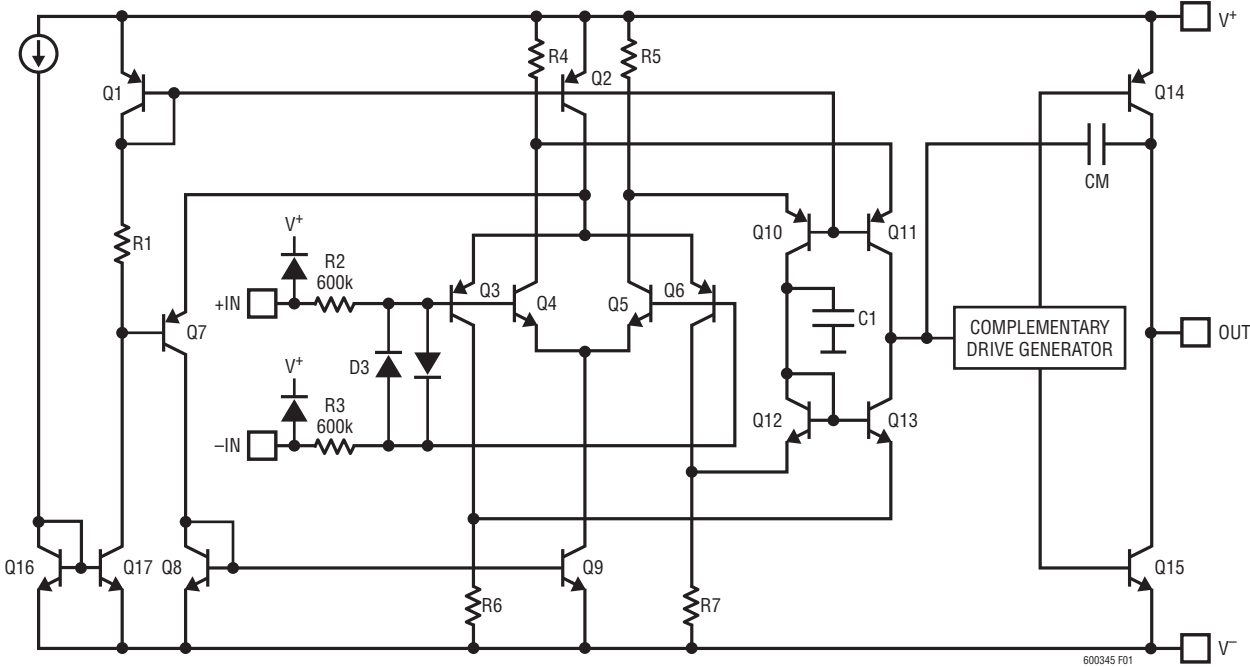 V+
R4
Q2
R5
Q1
Q14
CM
V+
R1
R2
600k
Q10
Q11
+IN
Q3
Q4
Q5
Q6
Q7
C1
COMPLEMENTARY
DRIVE GENERATOR
OUT
V+
D3
R3
600k
Q12
Q13
–IN
Q16
Q17
Q8
Q9
Q15
R6
R7
V–
600345 F01